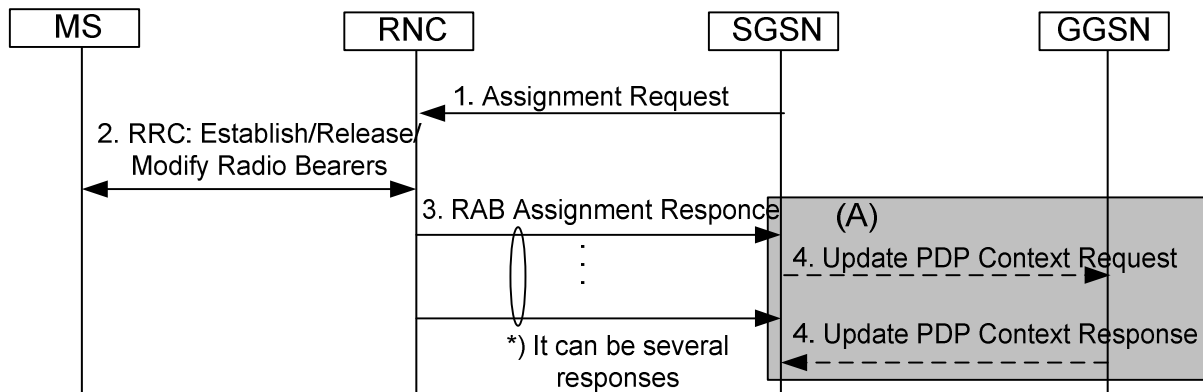 MS
RNC
SGSN
GGSN
1. Assignment Request
2. RRC: Establish/Release/
Modify Radio Bearers
3. RAB Assignment Responce
(A)
4. Update PDP Context Request
4. Update PDP Context Response
*) It can be several
responses